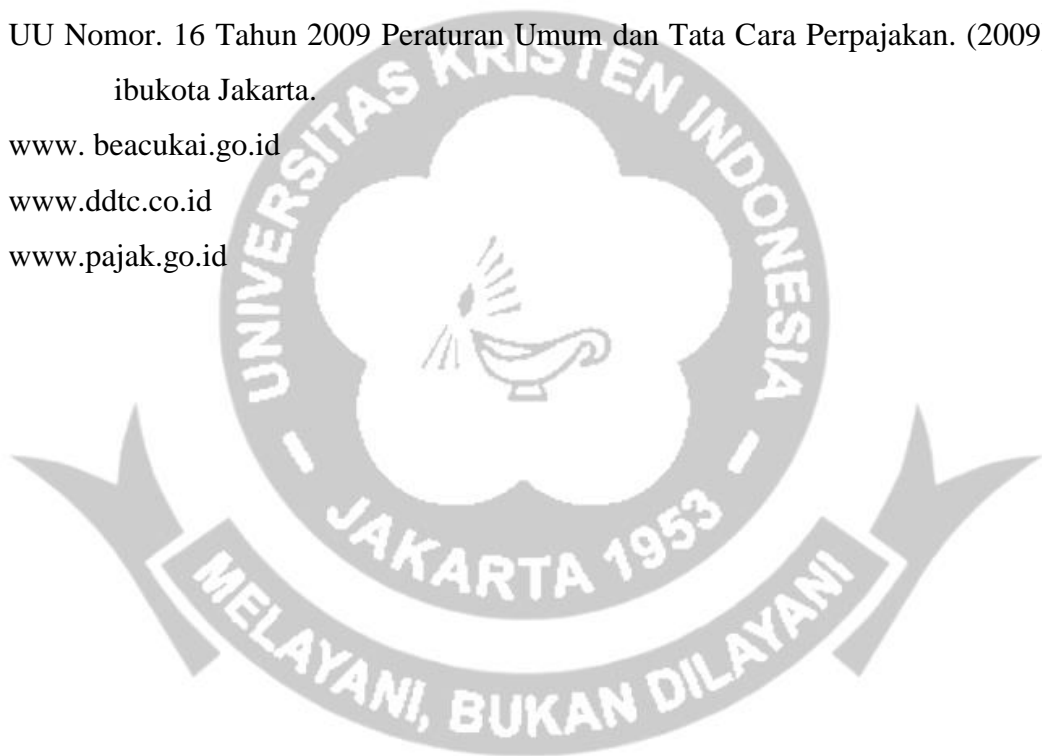 UU Nomor. 16 Tahun 2009 Peraturan Umum dan Tata Cara Perpajakan. (2009
ibukota Jakarta.
www. beacukai.go.id
www.ddtc.co.id
www.pajak.go.id
UNIVERSITAS KRISTEN INDONESIA
JAKARTA 1953
MELAYANI, BUKAN DILAYANI